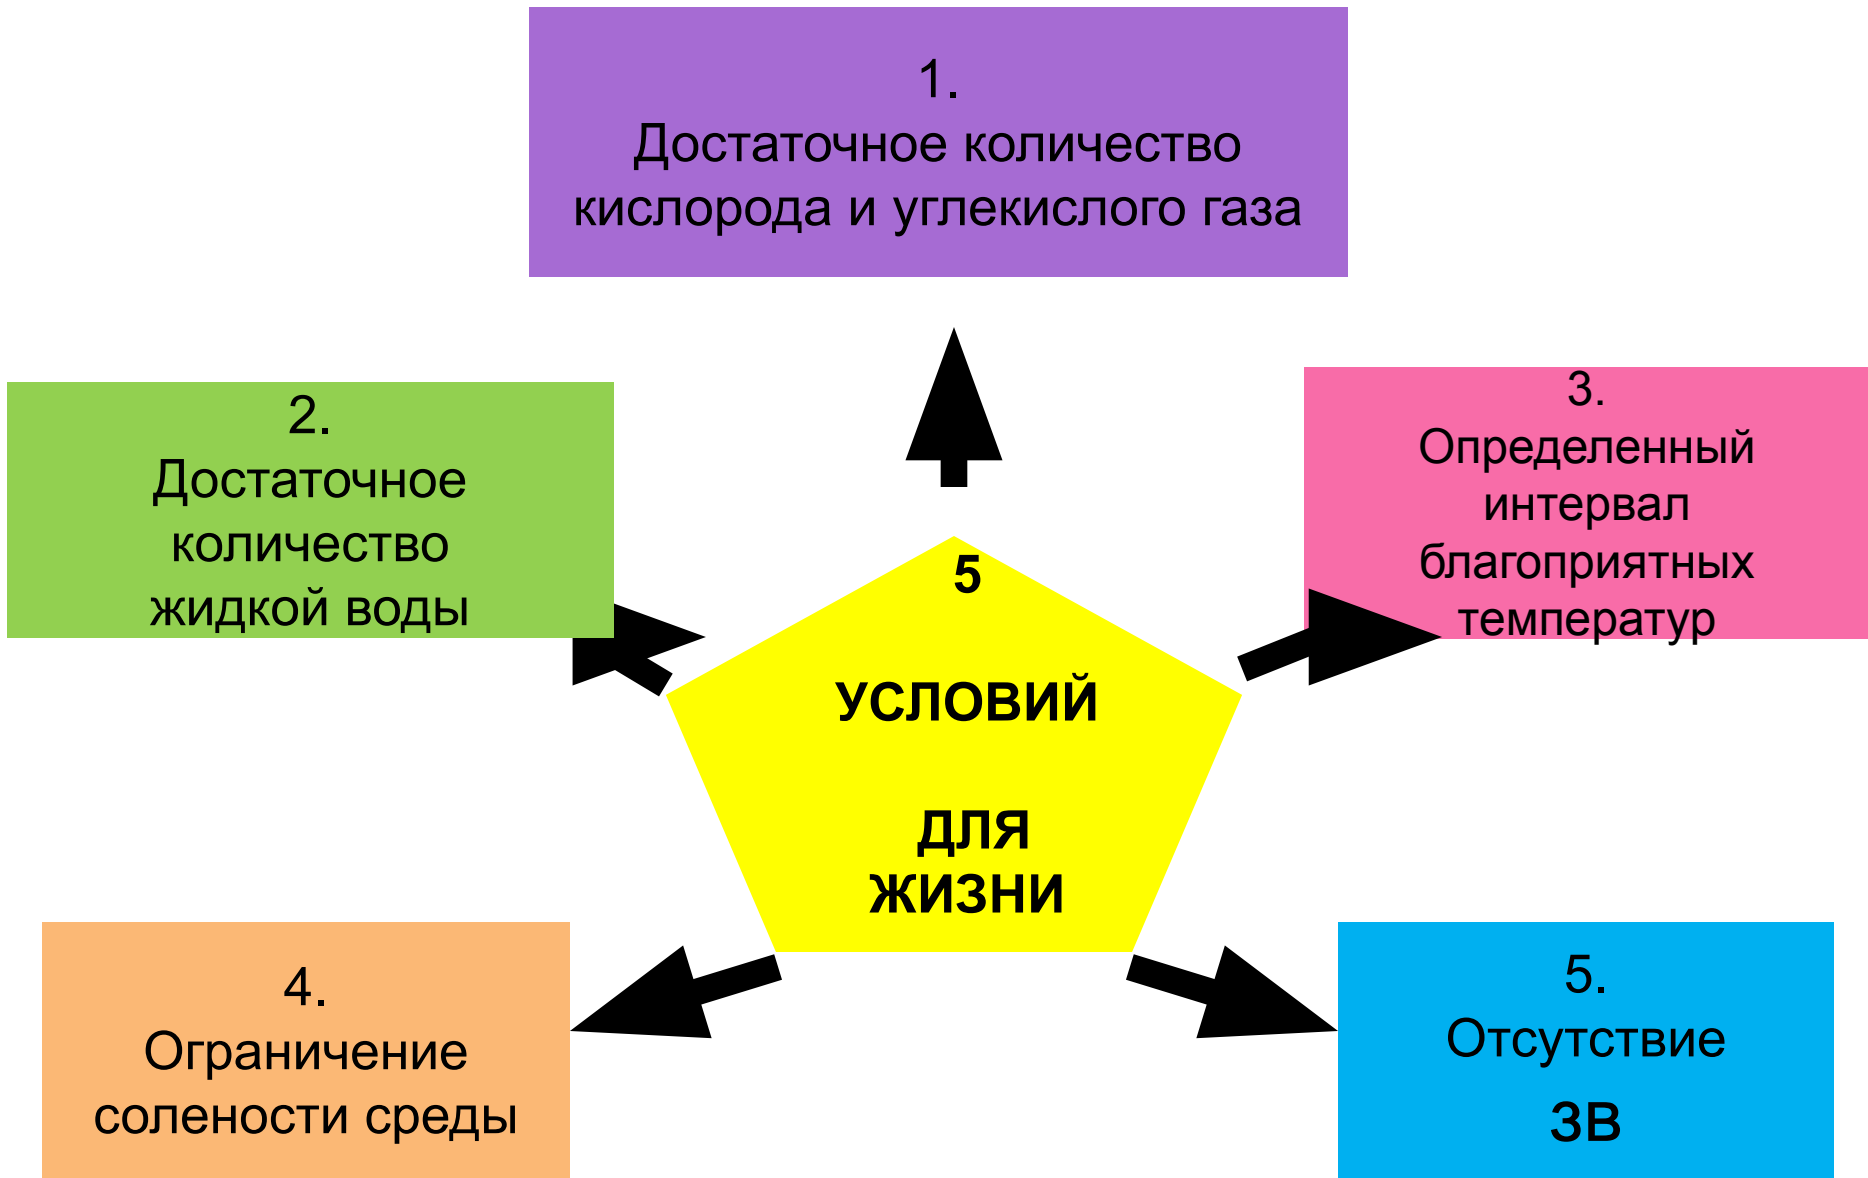 1.
Достаточное количество
кислорода и углекислого газа
2.
Достаточное
количество
жидкой воды
3.
Определенный
интервал
благоприятных
температур
5
УСЛОВИЙ
ДЛЯ
ЖИЗНИ
4.
Ограничение
солености среды
5.
Отсутствие
ЗВ